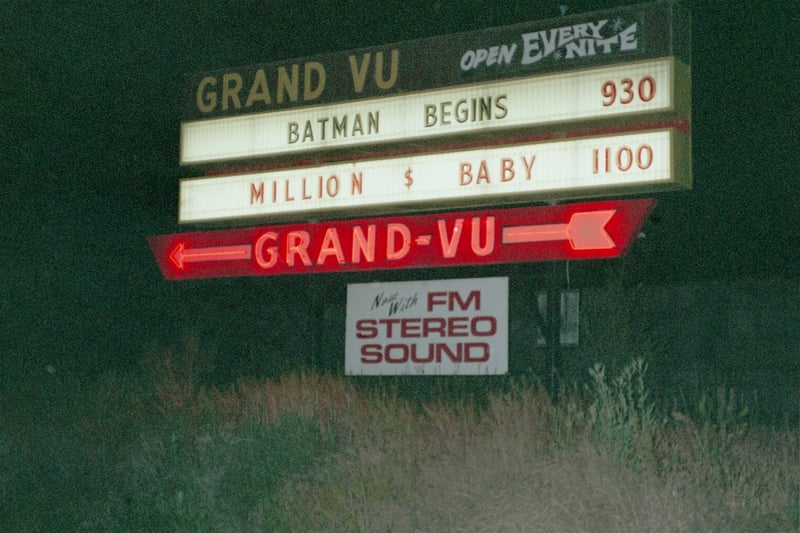 GRAND VU
OPEN EVERY NITE
BATMAN BEGINS 930
MILLION $ BABY 1100
GRAND-VU
Now With FM
STEREO
SOUND